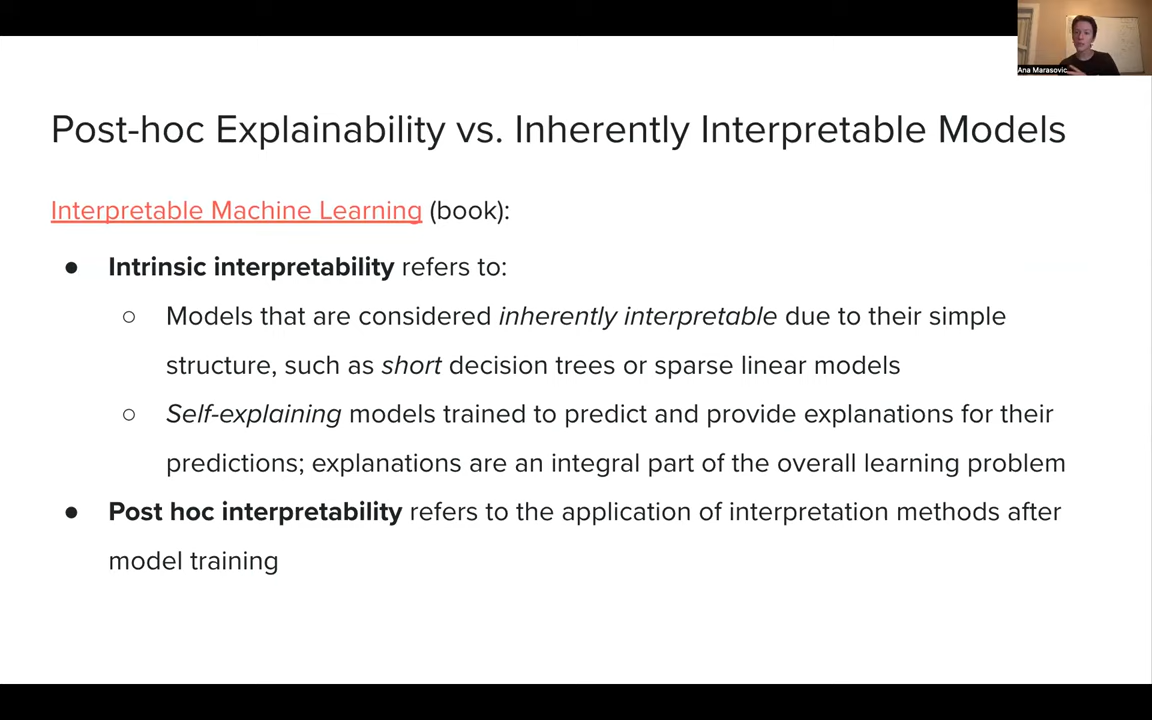 Ana Marasovic
Post-hoc Explainability vs. Inherently Interpretable Models
Interpretable Machine Learning (book):
● Intrinsic interpretability refers to:
○ Models that are considered inherently interpretable due to their simple
structure, such as short decision trees or sparse linear models
○ Self-explaining models trained to predict and provide explanations for their
predictions; explanations are an integral part of the overall learning problem
● Post hoc interpretability refers to the application of interpretation methods after
model training